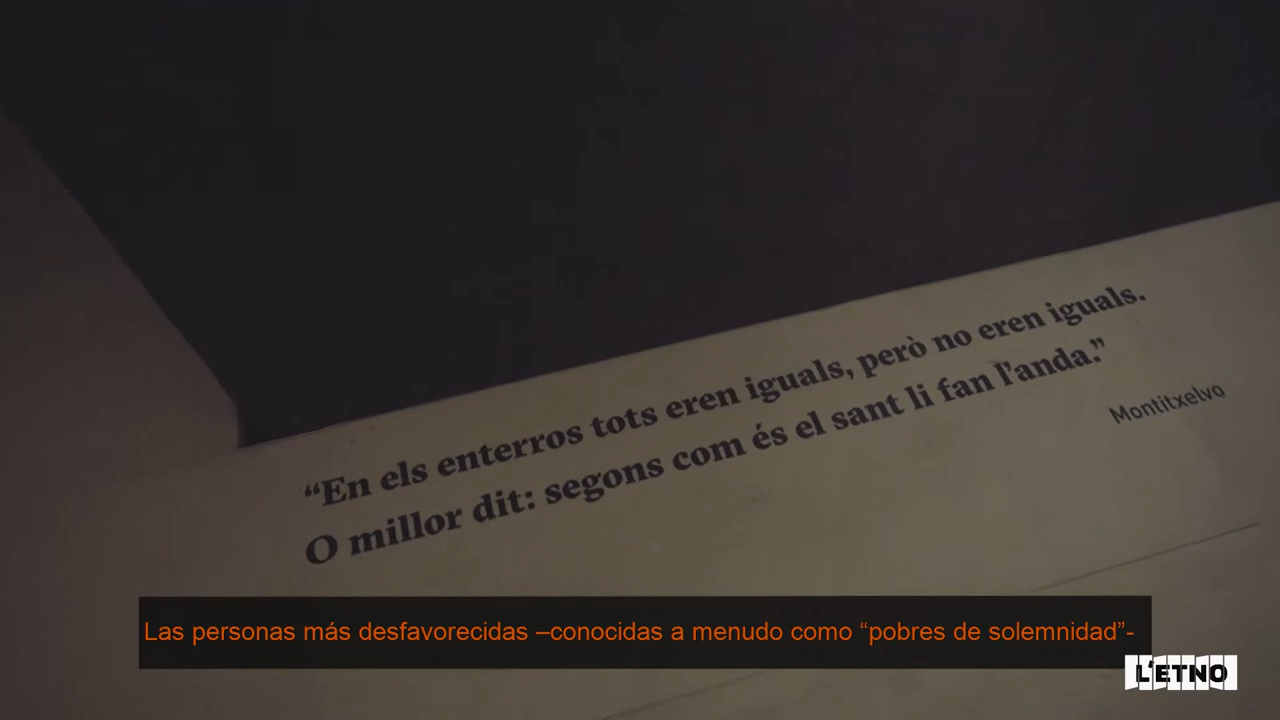 “En els enterros tots eren iguals, però no eren iguals.
O millor dit: segons com és el sant li fan l'anda.”
Montitxelvo
Las personas más desfavorecidas –conocidas a menudo como “pobres de solemnidad”-
L'ETNO